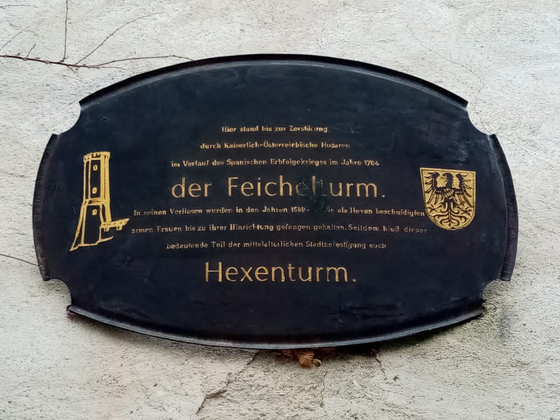 Hier stand bis zur Zerstörung
durch Kaiserlich-Österreichische Husaren
im Verlauf des Spanischen Erbfolgekrieges im Jahre 1704
der Feichelturm.
In seinen Verliesen wurden in den Jahren die als Hexen beschuldigten
armen Frauen bis zu ihrer Hinrichtung gefangen gehalten. Seitdem hieß dieser
bedeutende Teil der mittelalterlichen Stadtbefestigung auch
Hexenturm.